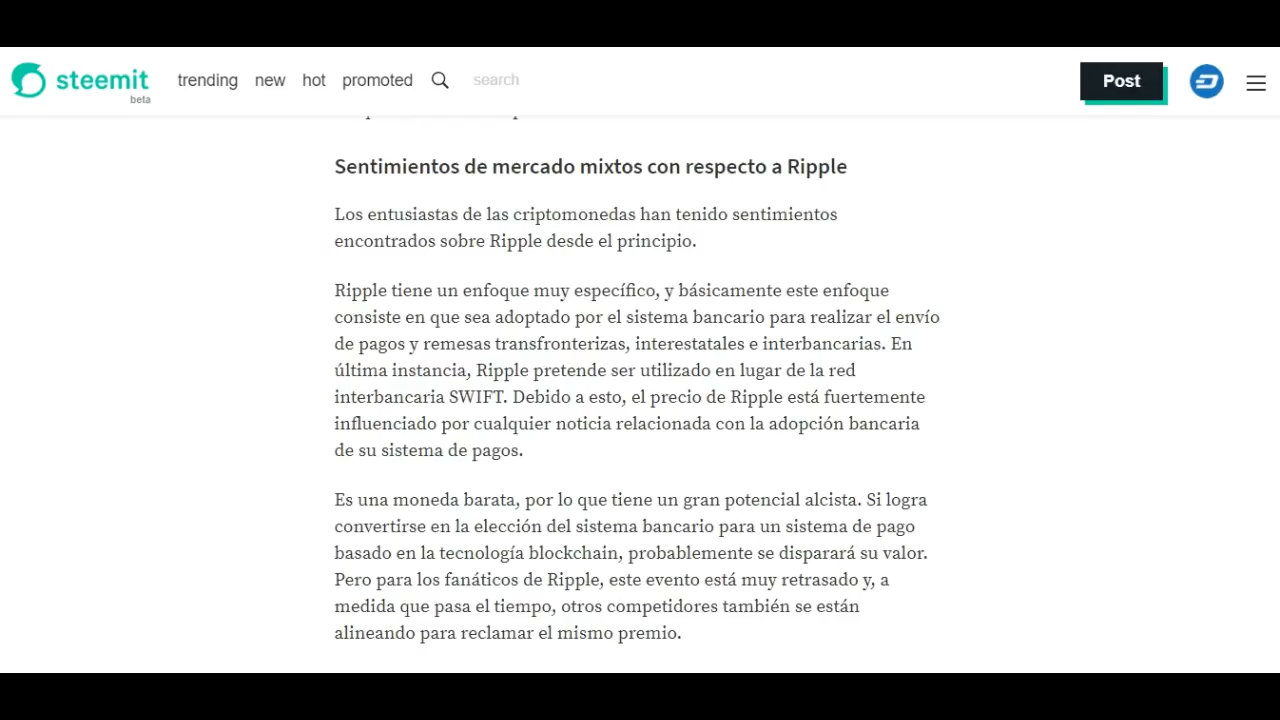 steemit
beta
trending new hot promoted search
Post
Sentimientos de mercado mixtos con respecto a Ripple
Los entusiastas de las criptomonedas han tenido sentimientos
encontrados sobre Ripple desde el principio.
Ripple tiene un enfoque muy específico, y básicamente este enfoque
consiste en que sea adoptado por el sistema bancario para realizar el envío
de pagos y remesas transfronterizas, interestatales e interbancarias. En
última instancia, Ripple pretende ser utilizado en lugar de la red
interbancaria SWIFT. Debido a esto, el precio de Ripple está fuertemente
influenciado por cualquier noticia relacionada con la adopción bancaria
de su sistema de pagos.
Es una moneda barata, por lo que tiene un gran potencial alcista. Si logra
convertirse en la elección del sistema bancario para un sistema de pago
basado en la tecnología blockchain, probablemente se disparará su valor.
Pero para los fanáticos de Ripple, este evento está muy retrasado y, a
medida que pasa el tiempo, otros competidores también se están
alineando para reclamar el mismo premio.